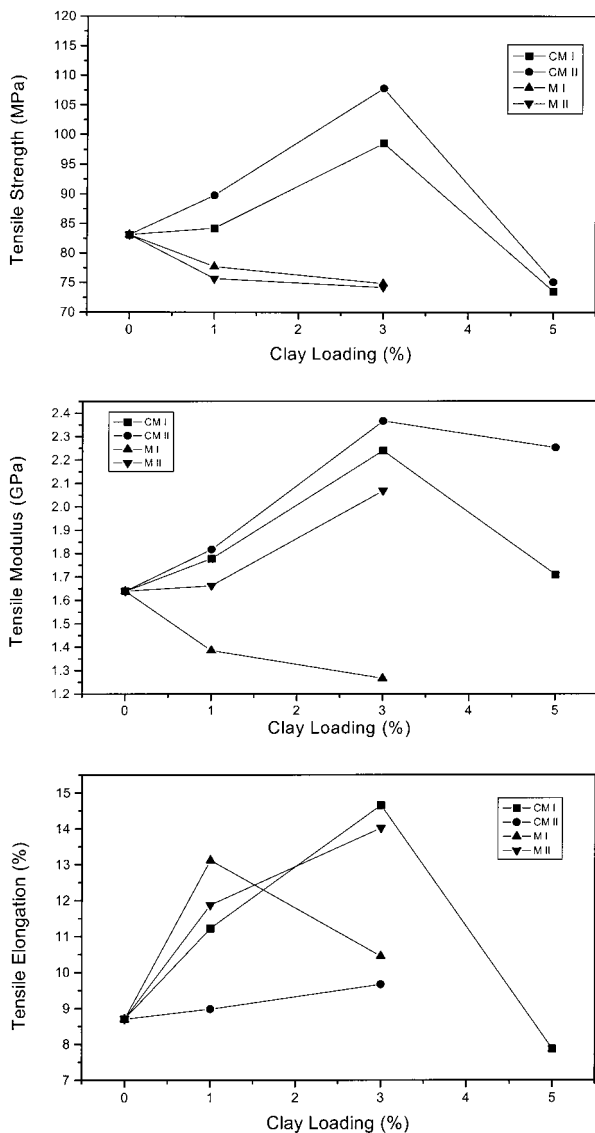 120
115
110
105
100
95
90
85
80
75
70
Tensile Strength (MPa)
CM I
CM II
M I
M II
0 1 2 3 4 5
Clay Loading (%)
2.4
2.3
2.2
2.1
2.0
1.9
1.8
1.7
1.6
1.5
1.4
1.3
1.2
Tensile Modulus (GPa)
CM I
CM II
M I
M II
0 1 2 3 4 5
Clay Loading (%)
15
14
13
12
11
10
9
8
7
Tensile Elongation (%)
CM I
CM II
M I
M II
0 1 2 3 4 5
Clay Loading (%)